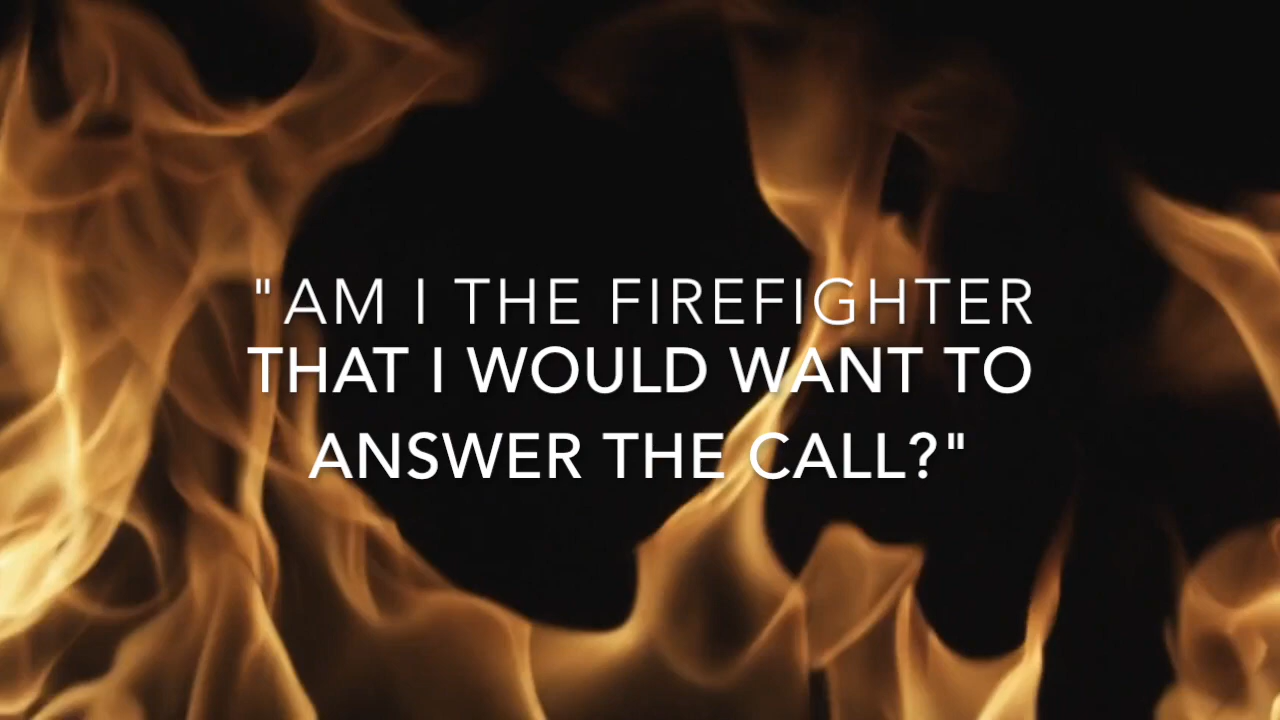 "AM I THE FIREFIGHTER
THAT I WOULD WANT TO
ANSWER THE CALL?"